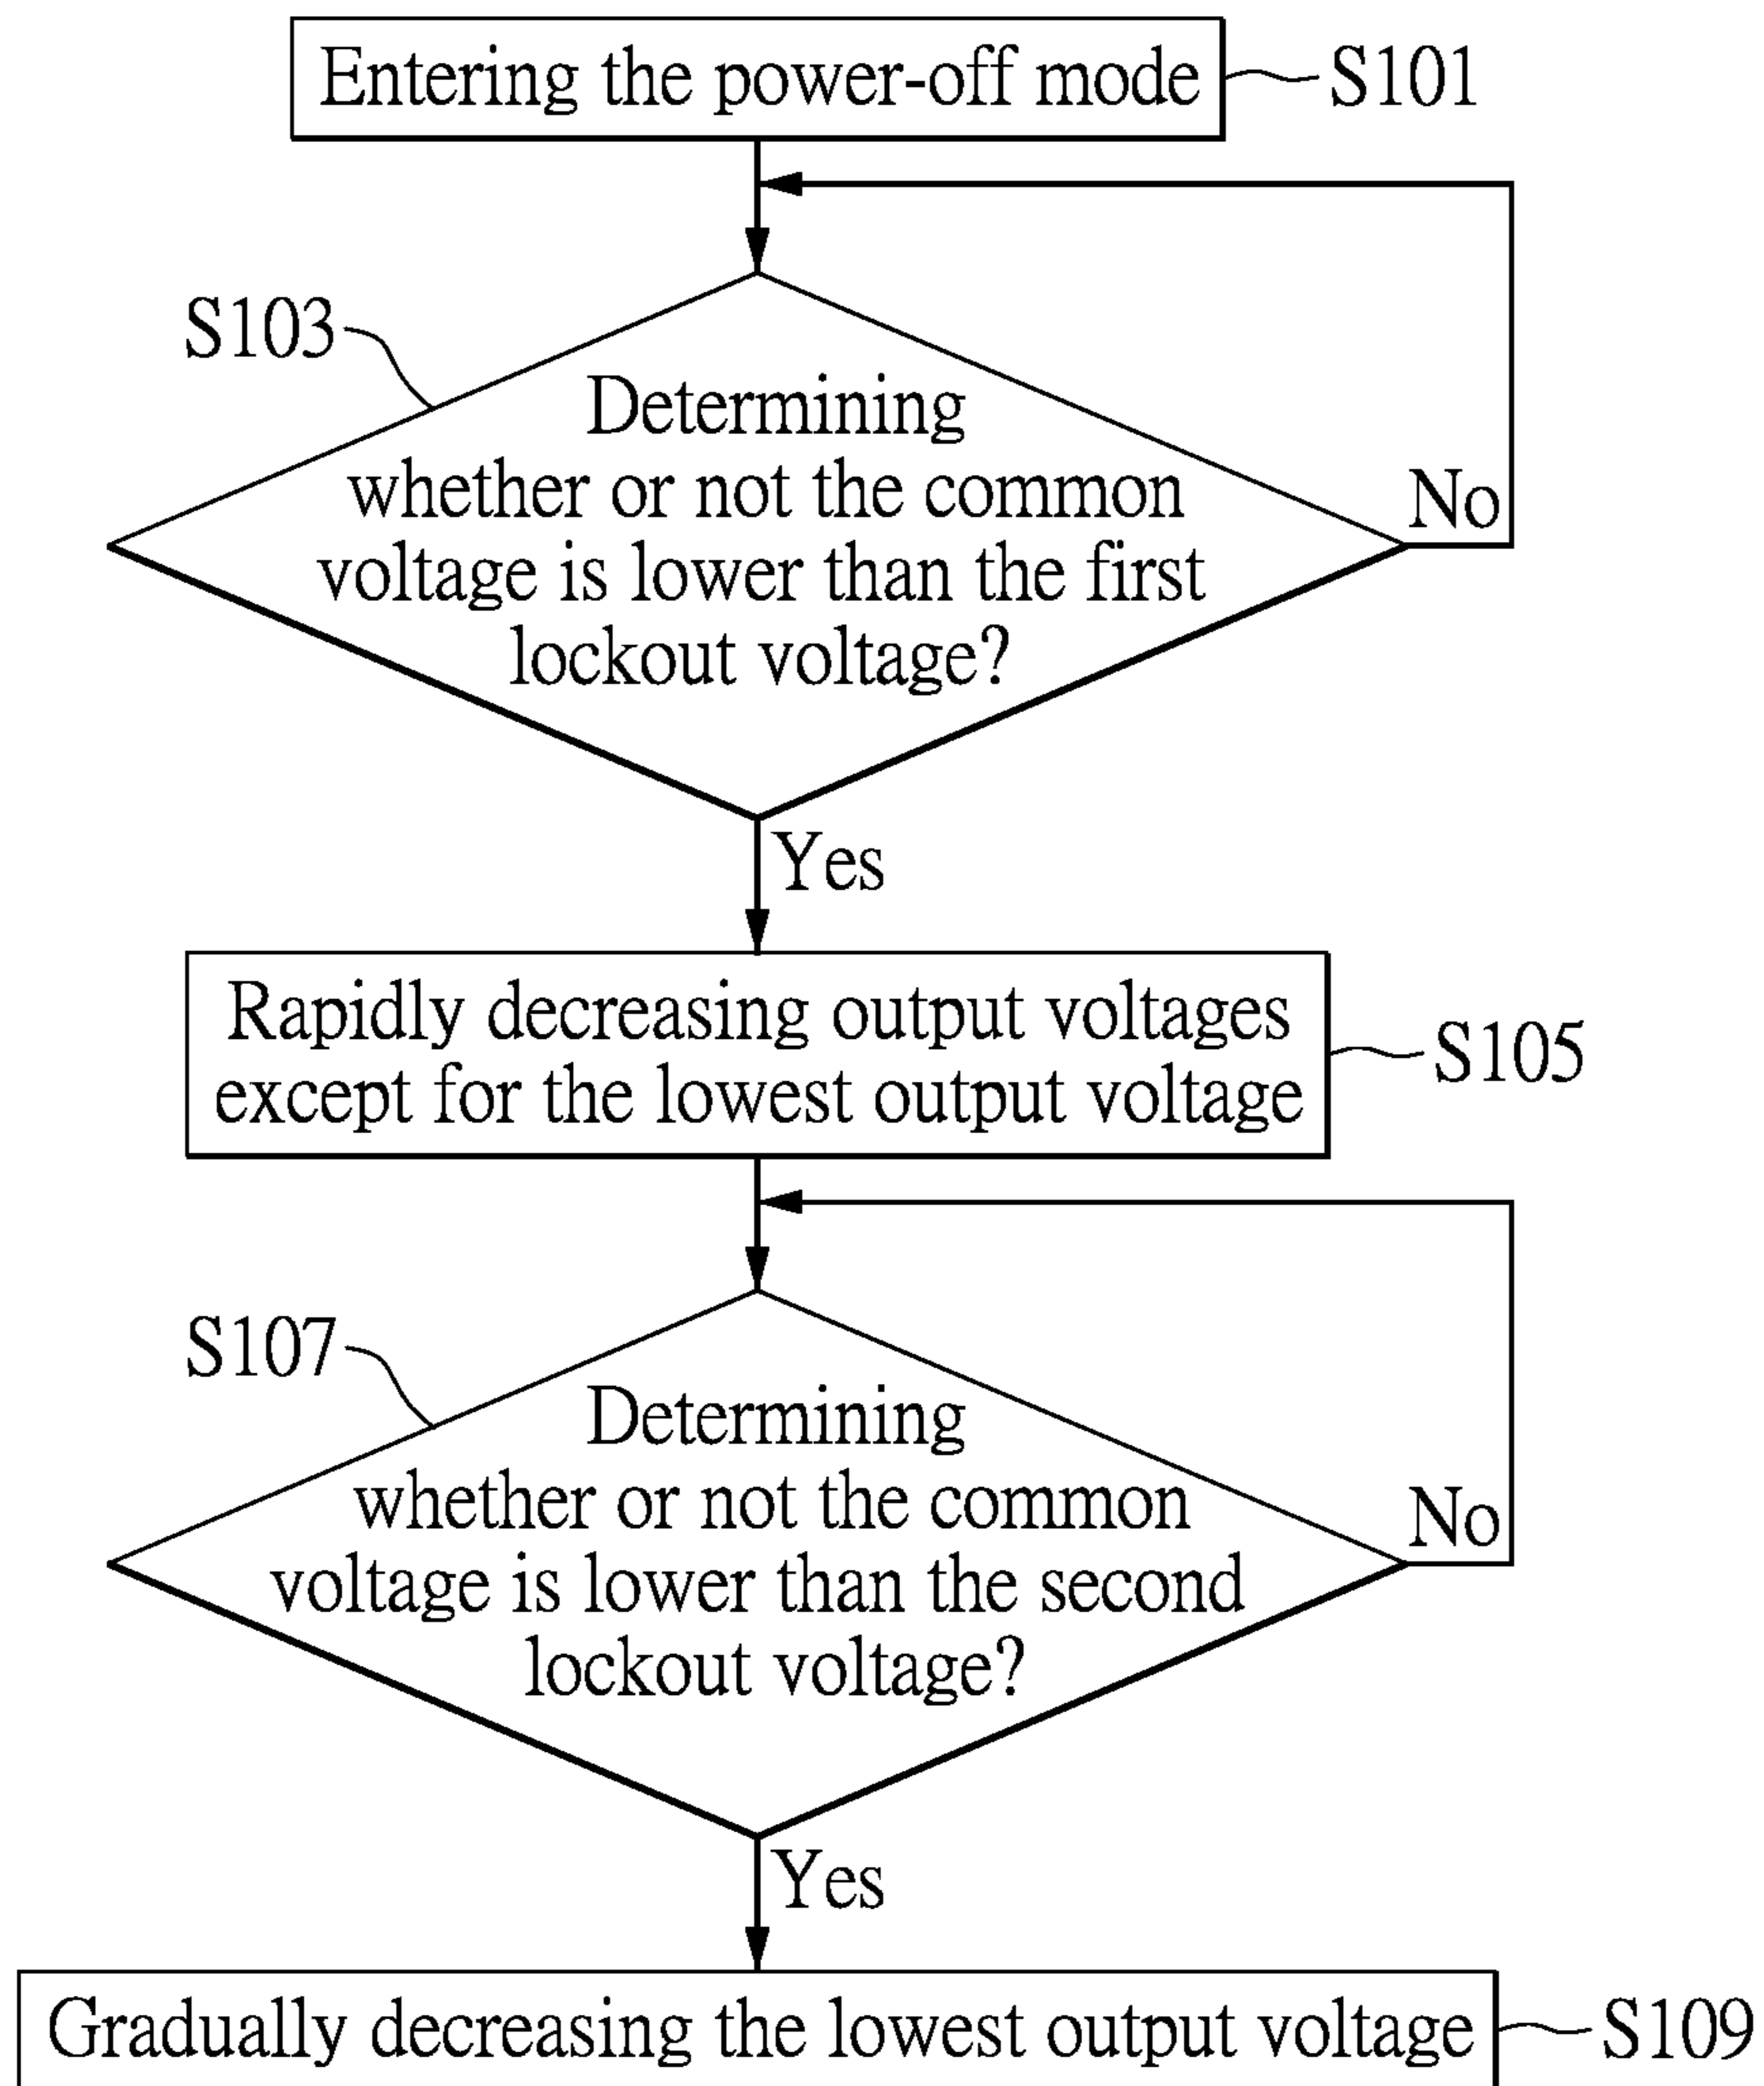 Entering the power-off mode
S101
S103
Determining
whether or not the common
voltage is lower than the first
lockout voltage?
No
Yes
Rapidly decreasing output voltages
except for the lowest output voltage
S105
S107
Determining
whether or not the common
voltage is lower than the second
lockout voltage?
No
Yes
Gradually decreasing the lowest output voltage
S109